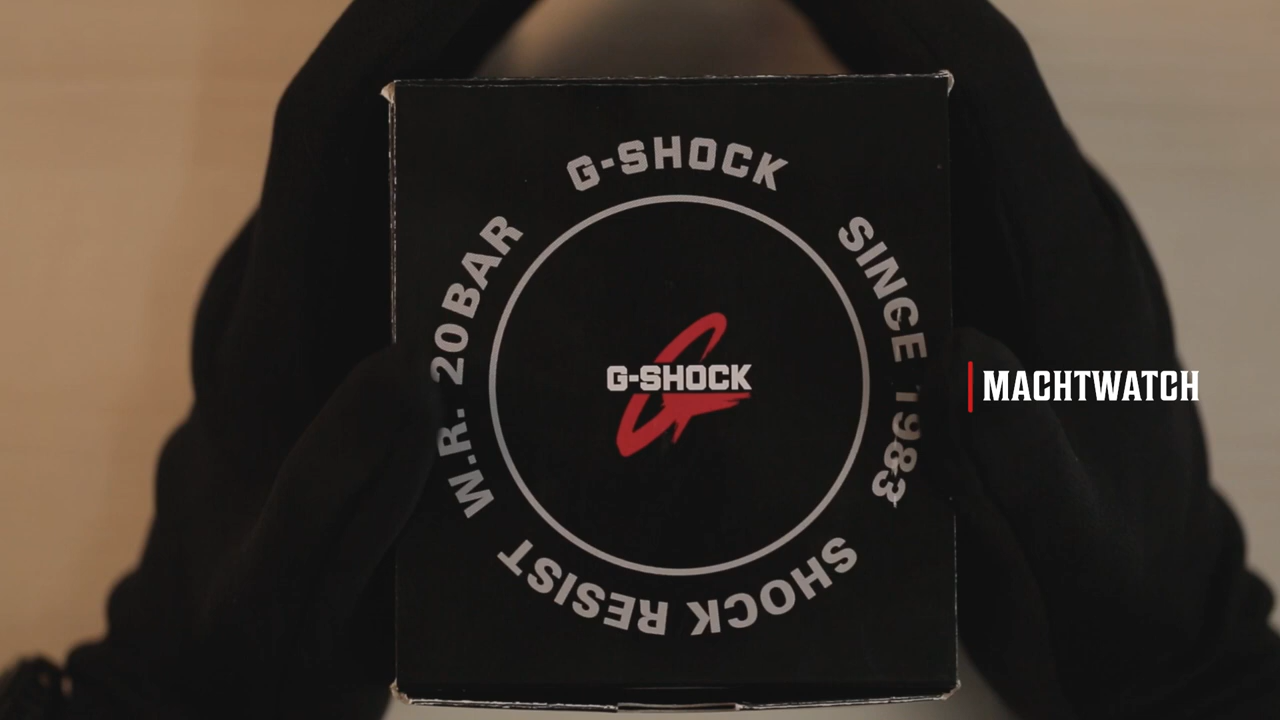 G-SHOCK
SINCE 1983
SHOCK RESIST
W.R. 20BAR
G-SHOCK
MACHTWATCH